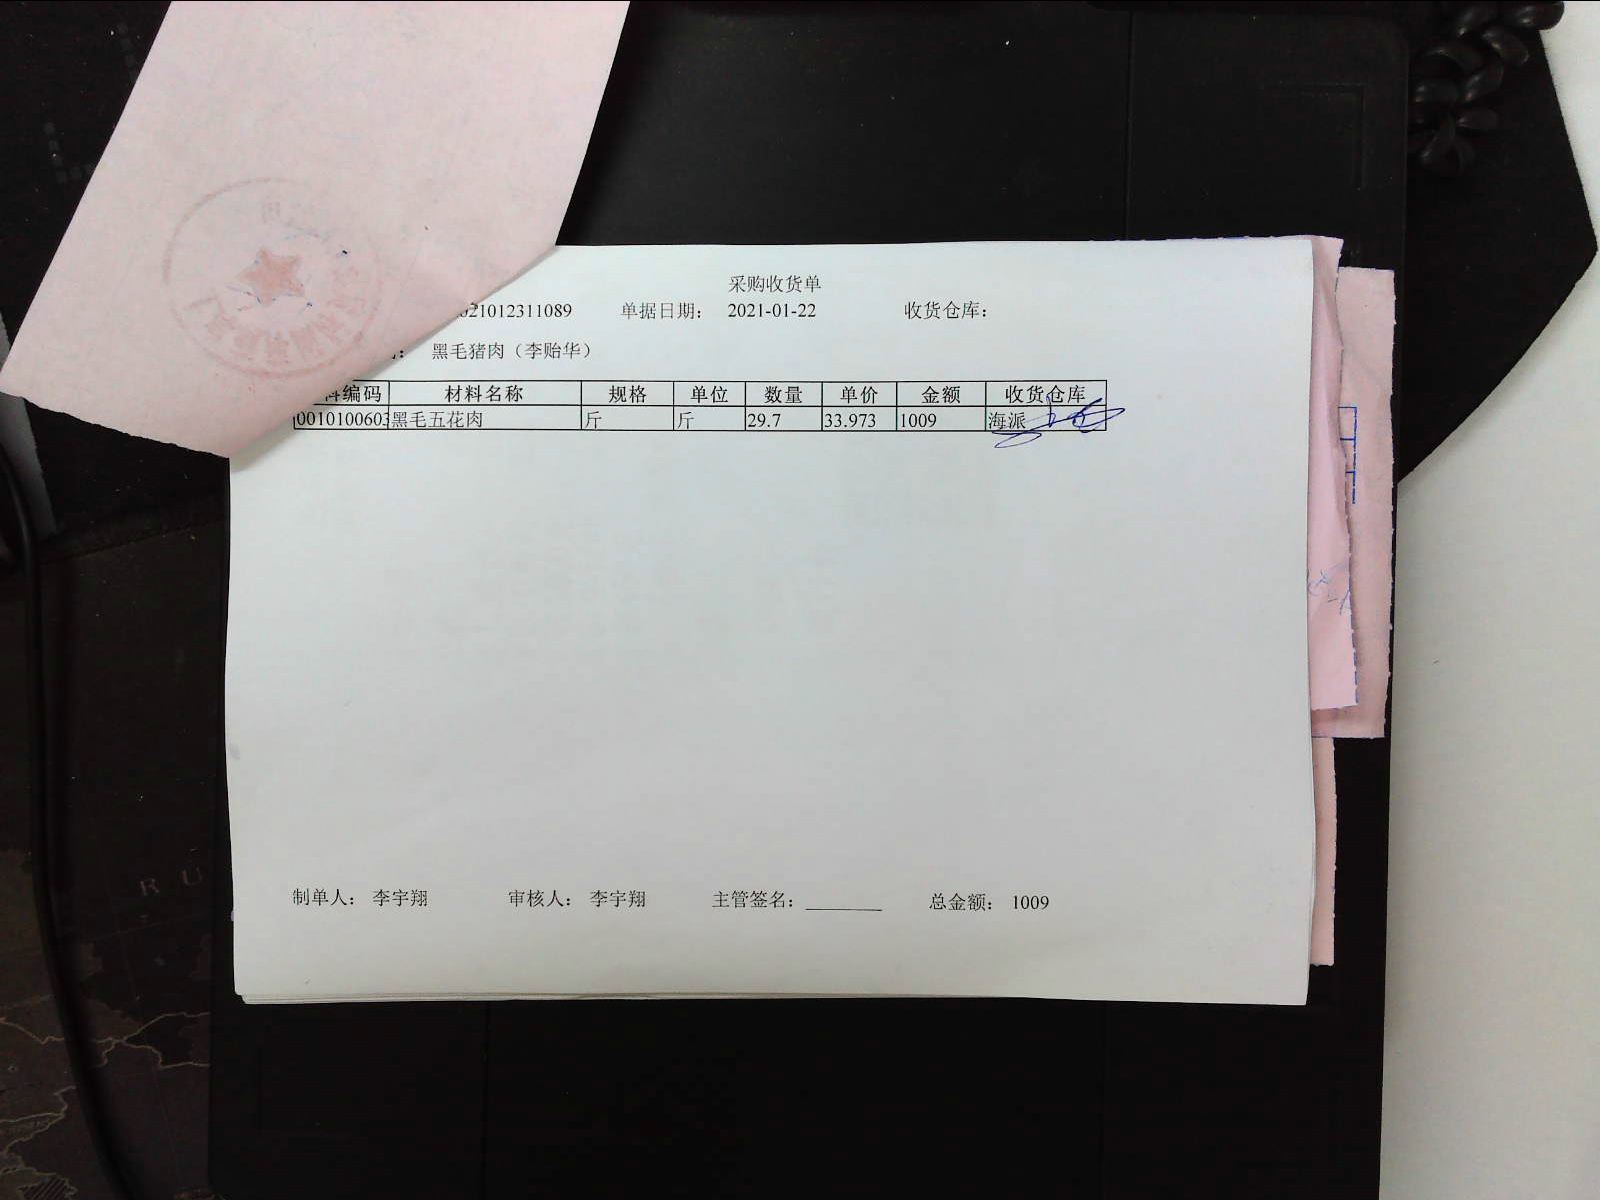 采购收货单
021012311089 单据日期： 2021-01-22 收货仓库：
： 黑毛猪肉（李贻华）
料编码 材料名称 规格 单位 数量 单价 金额 收货仓库
0010100603 黑毛五花肉 斤 斤 29.7 33.973 1009 海派
制单人： 李宇翔 审核人： 李宇翔 主管签名： 总金额： 1009
R U